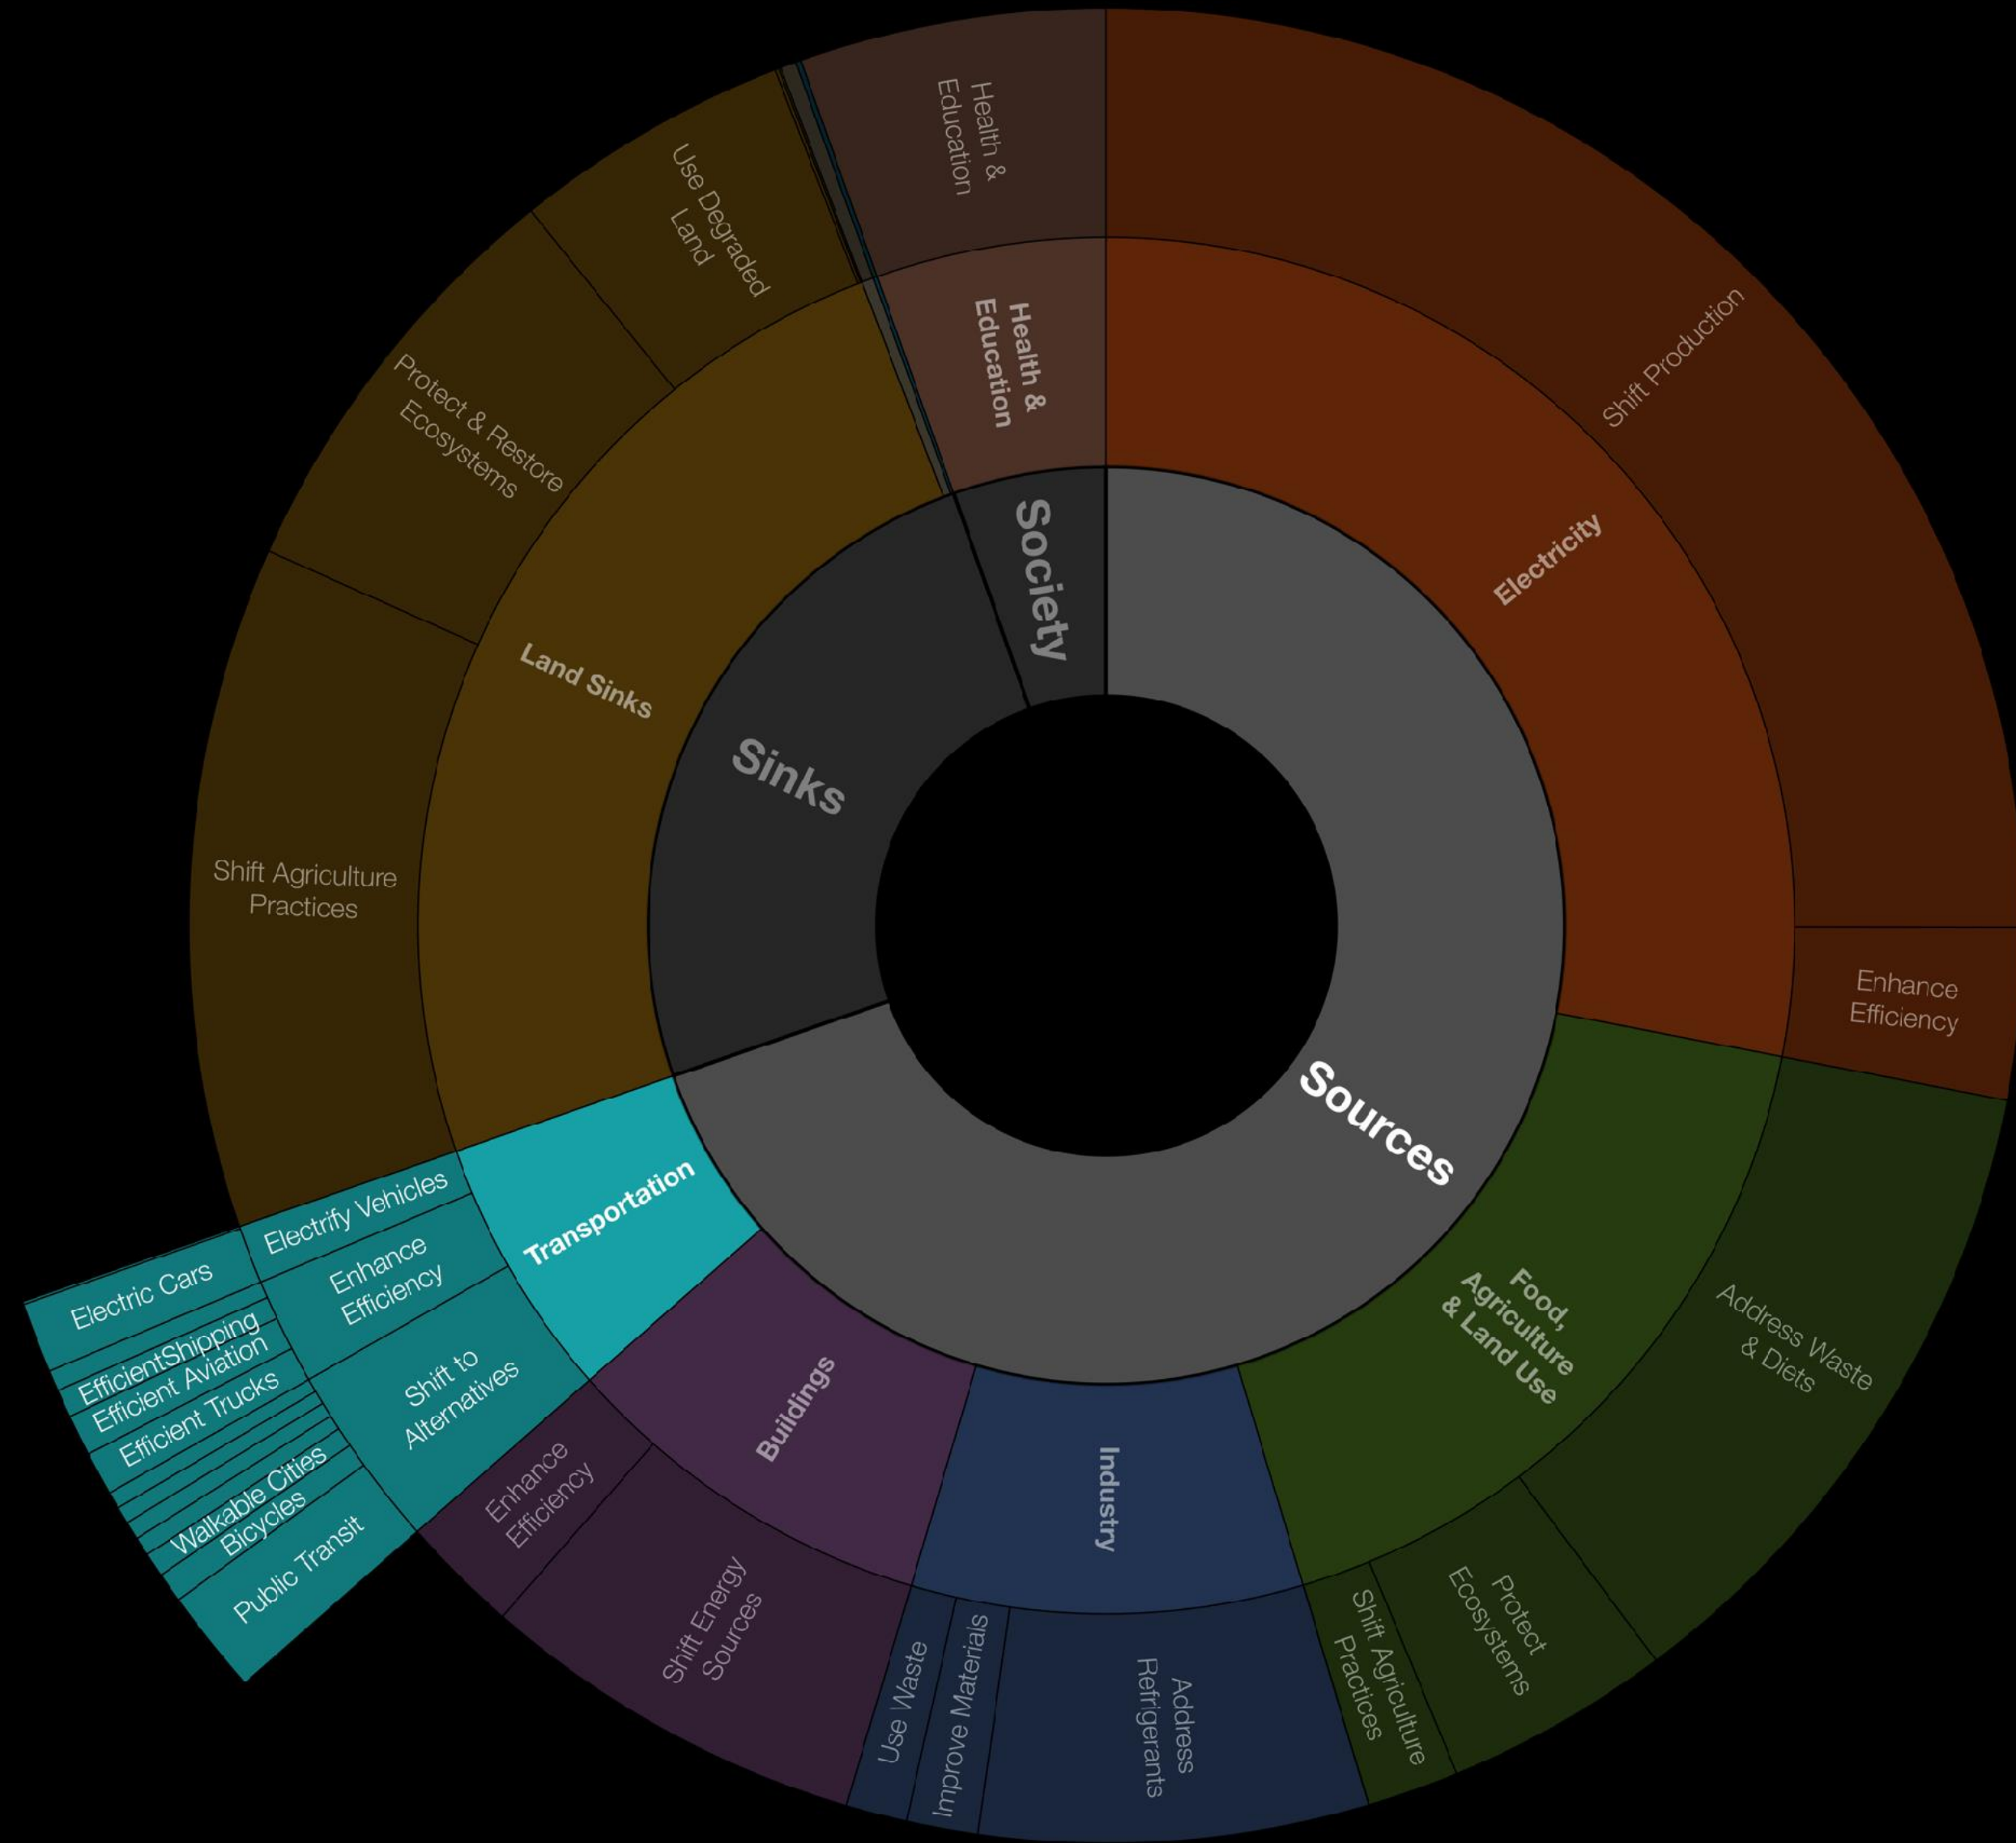 Health &
Education
Use Degraded
Land
Protect & Restore
Ecosystems
Shift Agriculture
Practices
Land Sinks
Health &
Education
Society
Sinks
Shift Production
Electricity
Enhance
Efficiency
Sources
Food,
Agriculture
& Land Use
Address Waste
& Diets
Protect
Ecosystems
Shift Agriculture
Practices
Industry
Address
Refrigerants
Improve Materials
Use Waste
Buildings
Shift Energy
Sources
Enhance
Efficiency
Transportation
Electrify Vehicles
Enhance
Efficiency
Shift to
Alternatives
Electric Cars
EfficientShipping
Efficient Aviation
Efficient Trucks
Walkable Cities
Bicycles
Public Transit